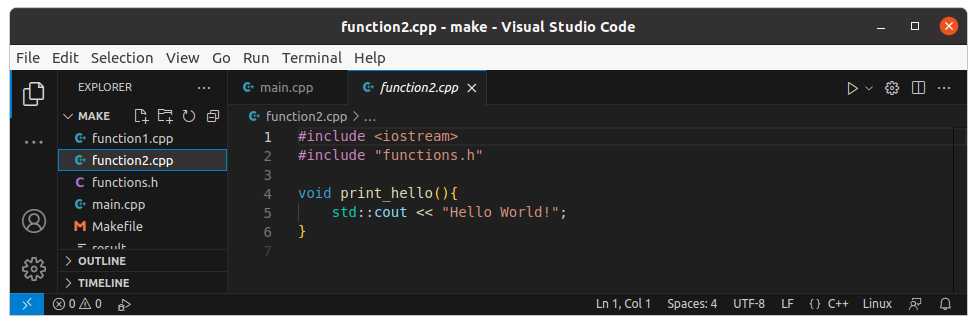 function2.cpp - make - Visual Studio Code
File Edit Selection View Go Run Terminal Help
EXPLORER
MAKE
function1.cpp
function2.cpp
functions.h
main.cpp
Makefile
result
OUTLINE
TIMELINE
main.cpp function2.cpp
function2.cpp > ...
1 #include <iostream>
2 #include "functions.h"
3
4 void print_hello(){
5 std::cout << "Hello World!";
6 }
7
0 0 Ln 1, Col 1 Spaces: 4 UTF-8 LF {} C++ Linux